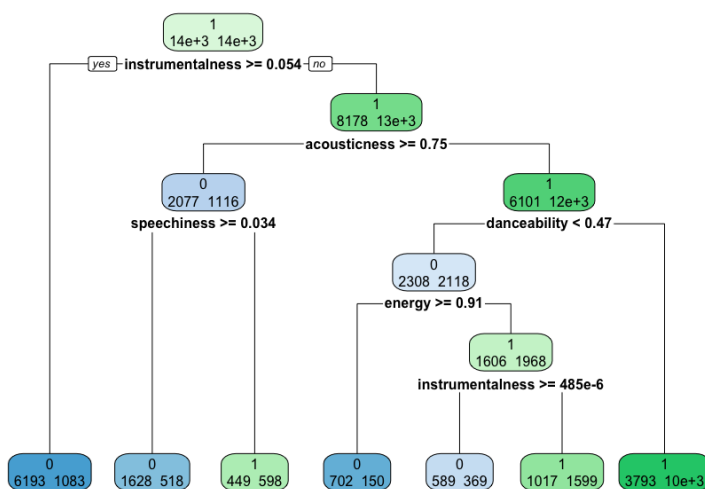 1
14e+3 14e+3
yes instrumentalness >= 0.054 no
1
8178 13e+3
acousticness >= 0.75
0
2077 1116
1
6101 12e+3
speechiness >= 0.034
danceability < 0.47
0
2308 2118
energy >= 0.91
1
1606 1968
instrumentalness >= 485e-6
0
6193 1083
0
1628 518
1
449 598
0
702 150
0
589 369
1
1017 1599
1
3793 10e+3